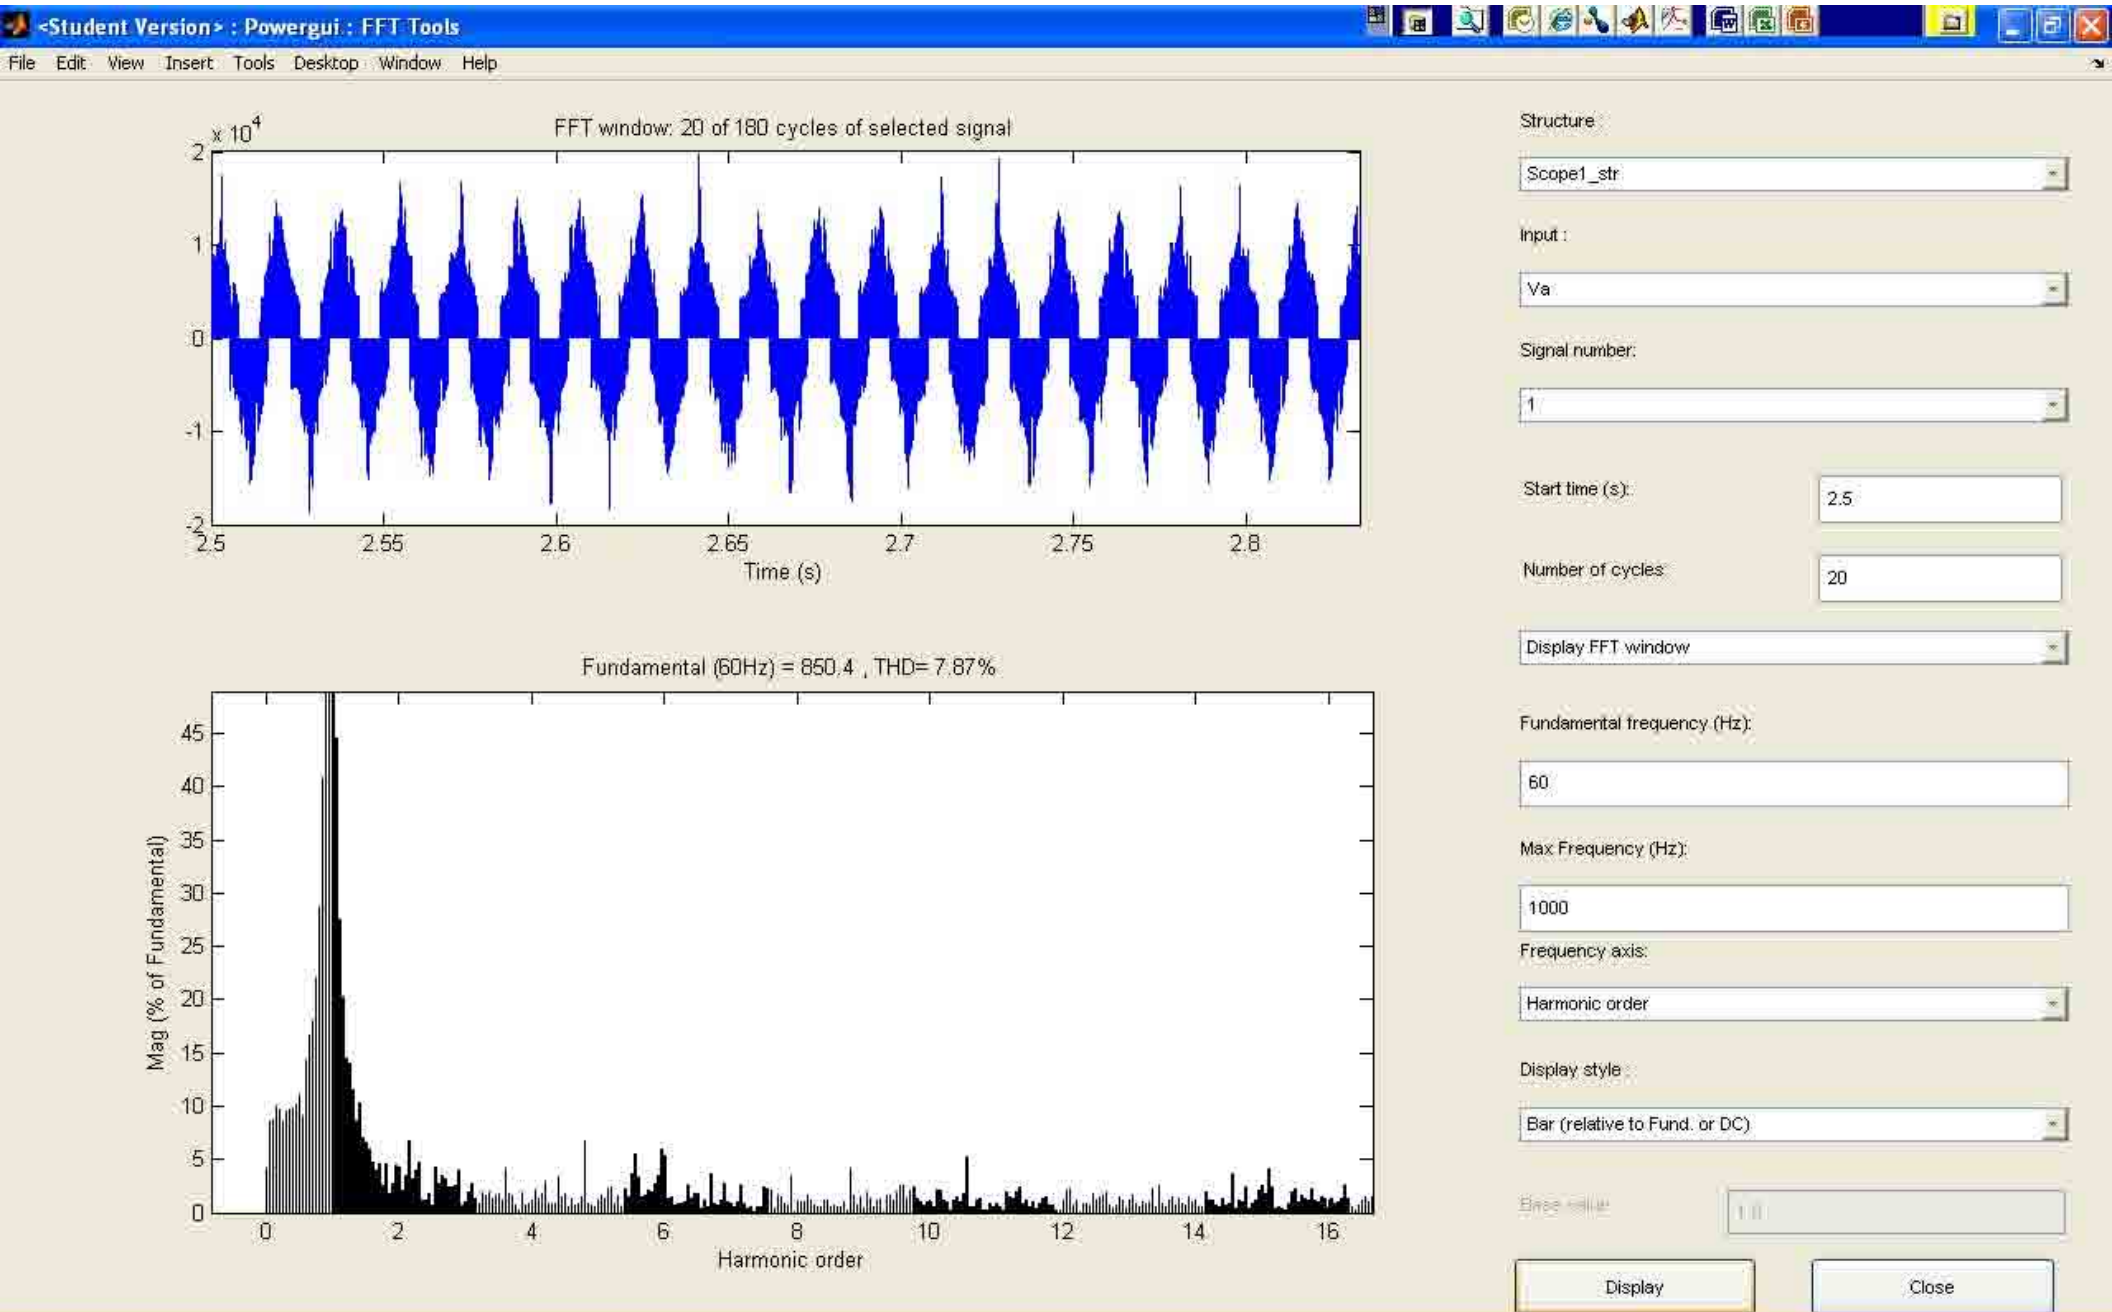 <Student Version> : Powergui : FFT Tools
File Edit View Insert Tools Desktop Window Help
x 10^4
FFT window: 20 of 180 cycles of selected signal
2
1
0
-1
-2
2.5 2.55 2.6 2.65 2.7 2.75 2.8
Time (s)
Fundamental (60Hz) = 850.4 , THD= 7.87%
45
40
35
30
25
20
15
10
5
0
Mag (% of Fundamental)
0 2 4 6 8 10 12 14 16
Harmonic order
Structure :
Scope1_str
Input :
Va
Signal number:
1
Start time (s):
2.5
Number of cycles:
20
Display FFT window
Fundamental frequency (Hz):
60
Max Frequency (Hz):
1000
Frequency axis:
Harmonic order
Display style :
Bar (relative to Fund. or DC)
Base value:
1.0
Display
Close